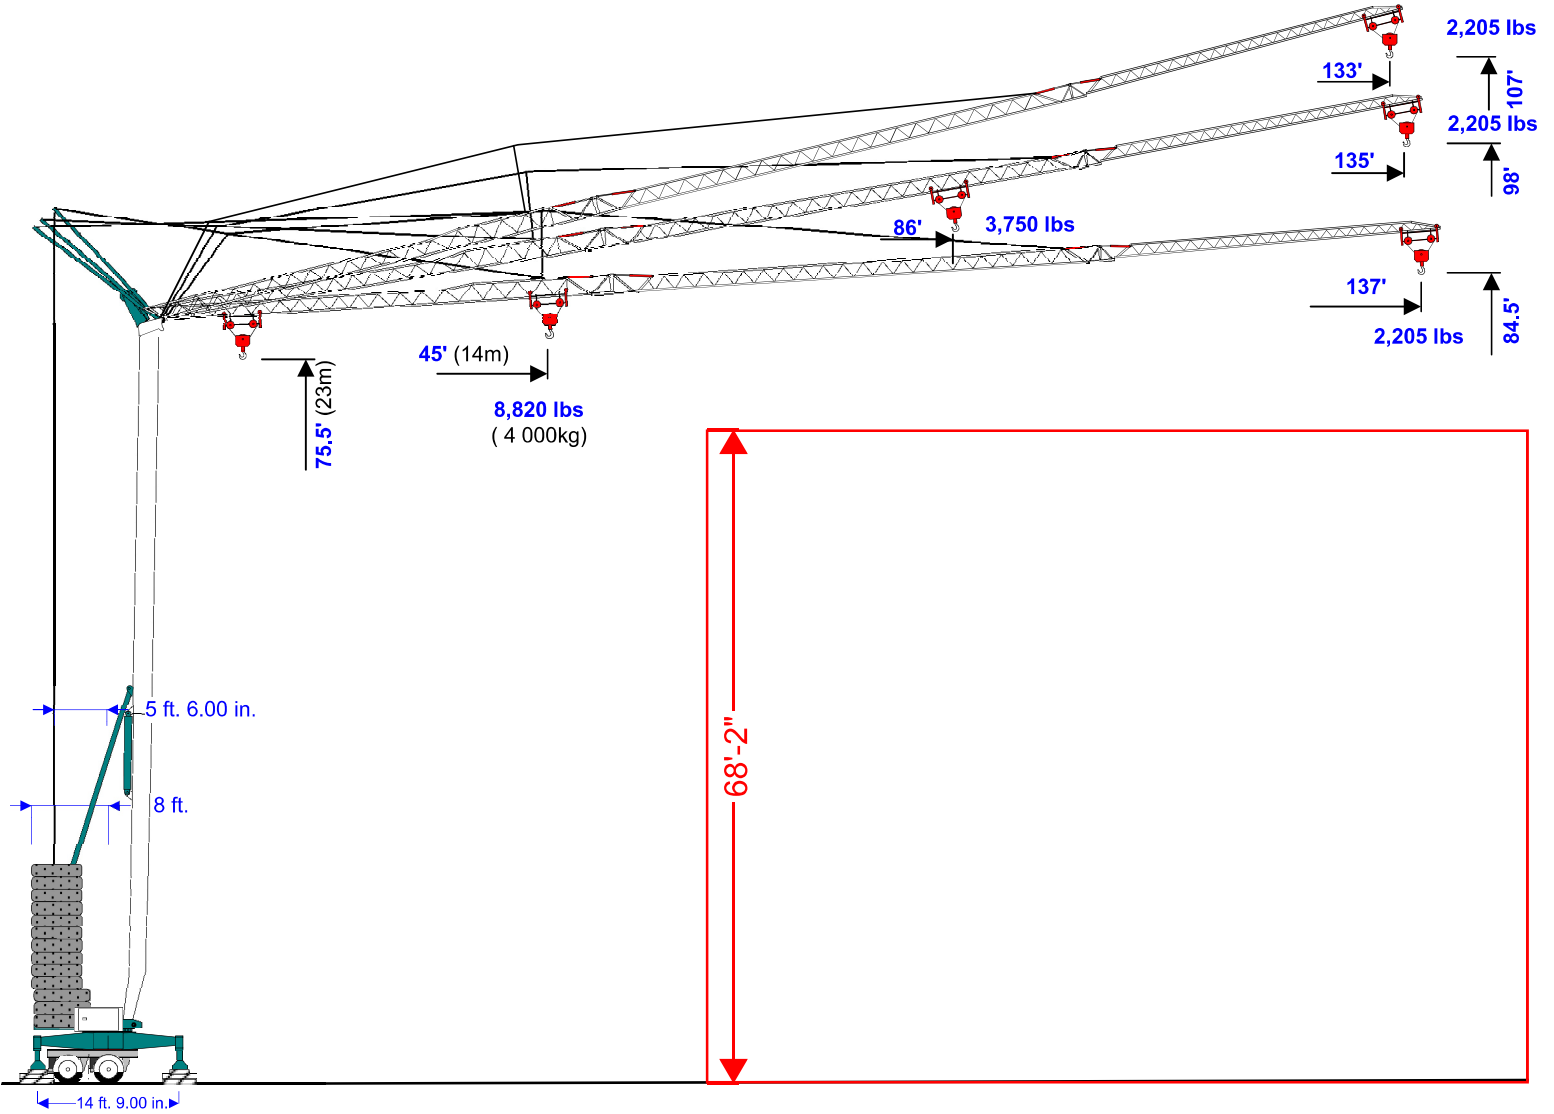 2,205 lbs
133'
107'
2,205 lbs
135'
98'
86'
3,750 lbs
137'
84.5'
2,205 lbs
45' (14m)
75.5' (23m)
8,820 lbs
( 4 000kg)
5 ft. 6.00 in.
68'-2"
8 ft.
14 ft. 9.00 in.